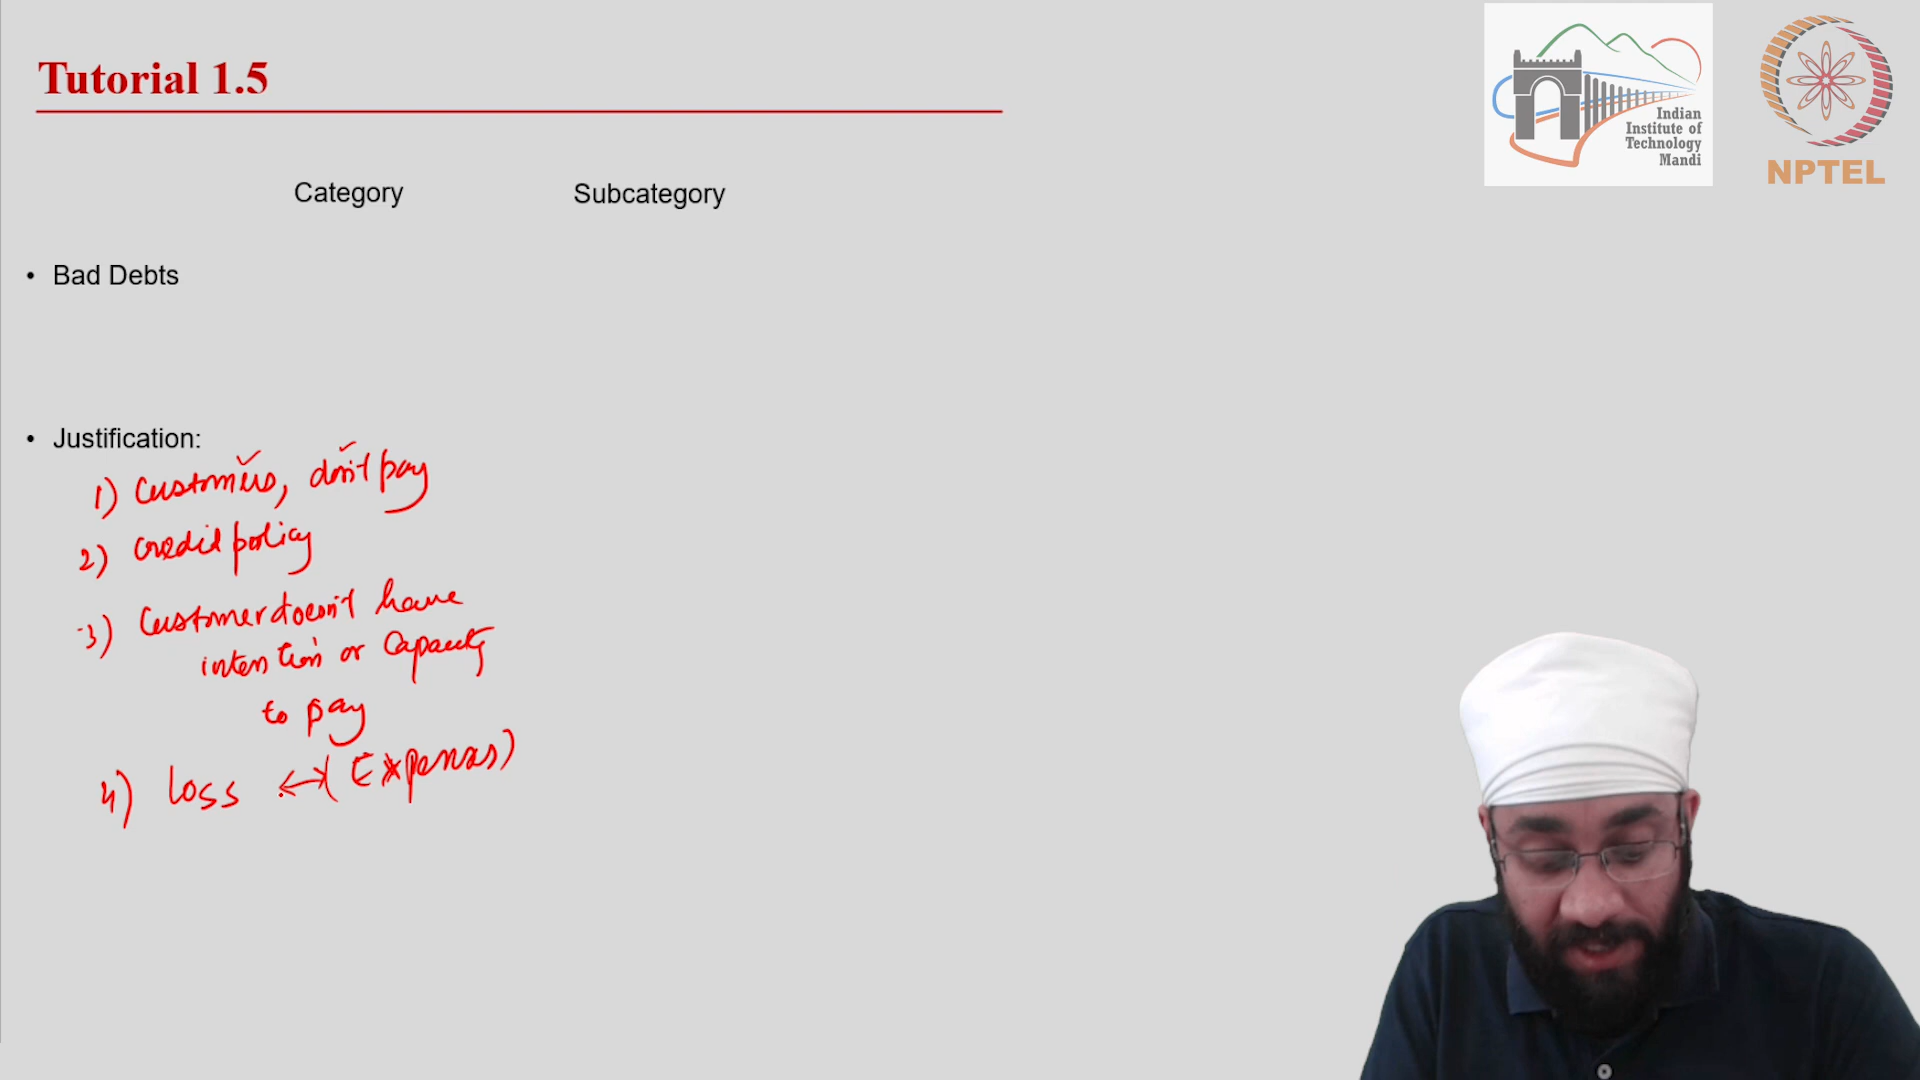 Tutorial 1.5
Indian
Institute of
Technology
Mandi
NPTEL
Category Subcategory
• Bad Debts
• Justification:
1) Customers, don't pay
2) Credit policy
3) Customer doesn't have
intention or Capacity
to pay
4) Loss ↔ (Expenses)